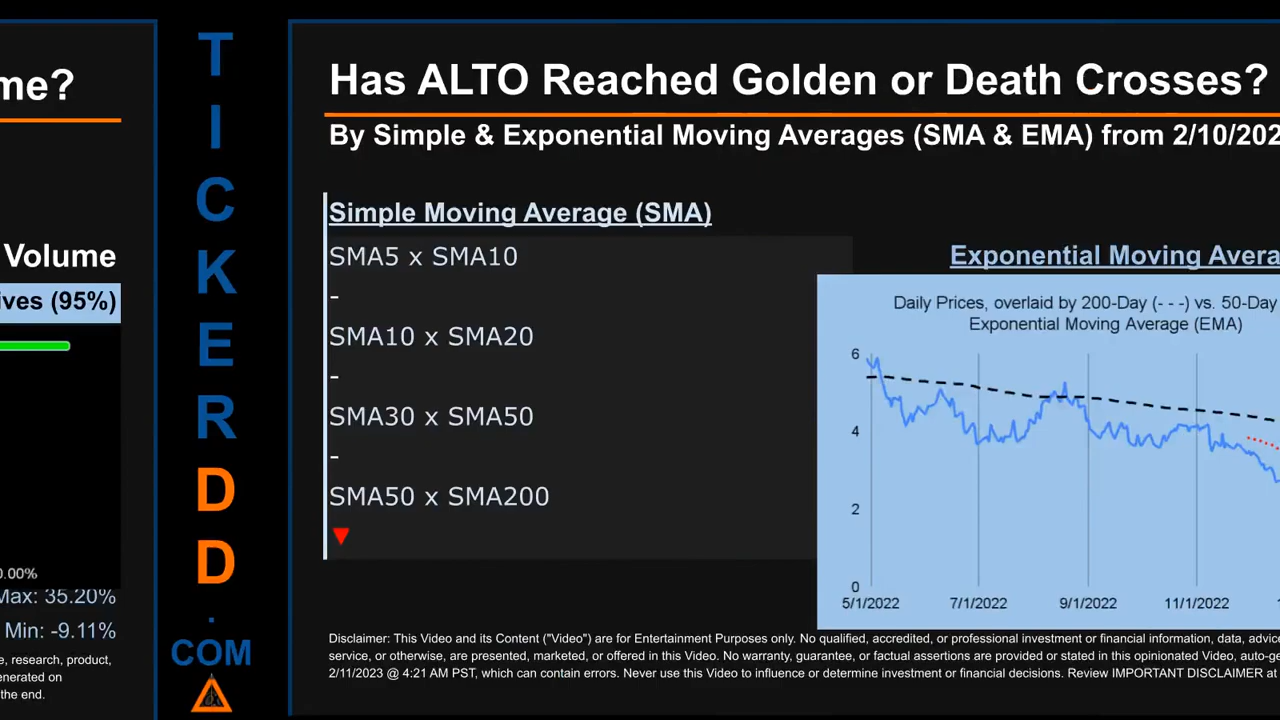 me?
Volume
ives (95%)
0.00%
Max: 35.20%
Min: -9.11%
e, research, product,
enerated on
the end.
T
I
C
K
E
R
D
D
.
COM
Has ALTO Reached Golden or Death Crosses?
By Simple & Exponential Moving Averages (SMA & EMA) from 2/10/202
Simple Moving Average (SMA)
SMA5 x SMA10
-
SMA10 x SMA20
-
SMA30 x SMA50
-
SMA50 x SMA200
▼
Exponential Moving Avera
Daily Prices, overlaid by 200-Day (- - -) vs. 50-Day
Exponential Moving Average (EMA)
6
4
2
0
5/1/2022 7/1/2022 9/1/2022 11/1/2022 1
Disclaimer: This Video and its Content ("Video") are for Entertainment Purposes only. No qualified, accredited, or professional investment or financial information, data, advic
service, or otherwise, are presented, marketed, or offered in this Video. No warranty, guarantee, or factual assertions are provided or stated in this opinionated Video, auto-ge
2/11/2023 @ 4:21 AM PST, which can contain errors. Never use this Video to influence or determine investment or financial decisions. Review IMPORTANT DISCLAIMER at